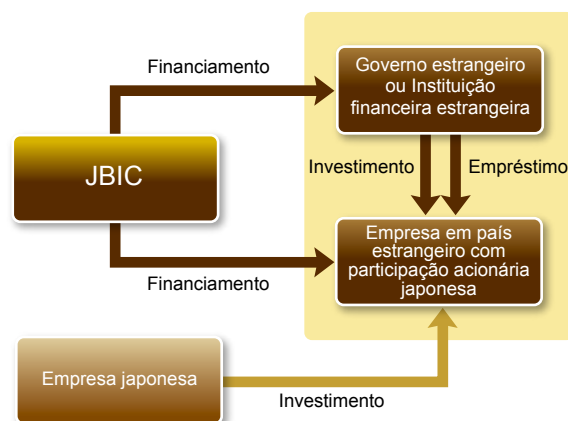 Financiamento
Governo estrangeiro
ou Instituição
financeira estrangeira
JBIC
Investimento
Empréstimo
Empresa em país
estrangeiro com
participação acionária
japonesa
Financiamento
Empresa japonesa
Investimento